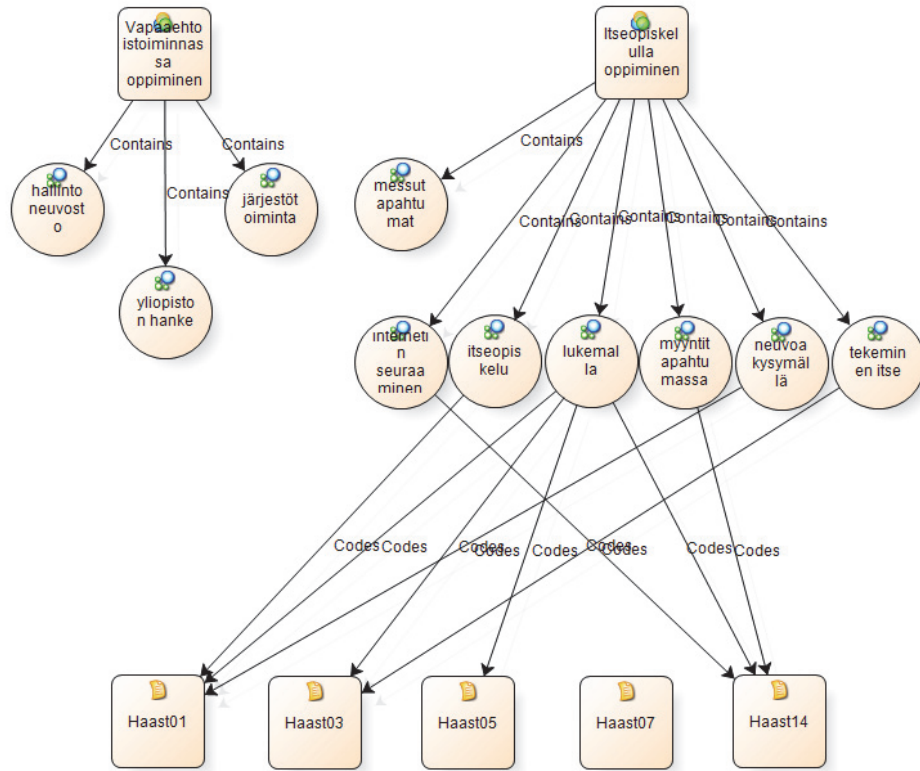 Vapaaehto
istoiminnas
sa
oppiminen
Itseopiskel
ulla
oppiminen
Contains
Contains
Contains
Contains
hallinto
neuvost
o
järjestöt
oiminta
messut
apahtu
mat
yliopisto
n hanke
Contains
Contains
Contains
Contains
Contains
Contains
interneti
n
seuraa
minen
itseopis
kelu
lukemal
la
myyntit
apahtu
massa
neuvoa
kysymäl
lä
tekemin
en itse
Codes
Codes
Codes
Codes
Codes
Codes
Codes
Codes
Haast01
Haast03
Haast05
Haast07
Haast14